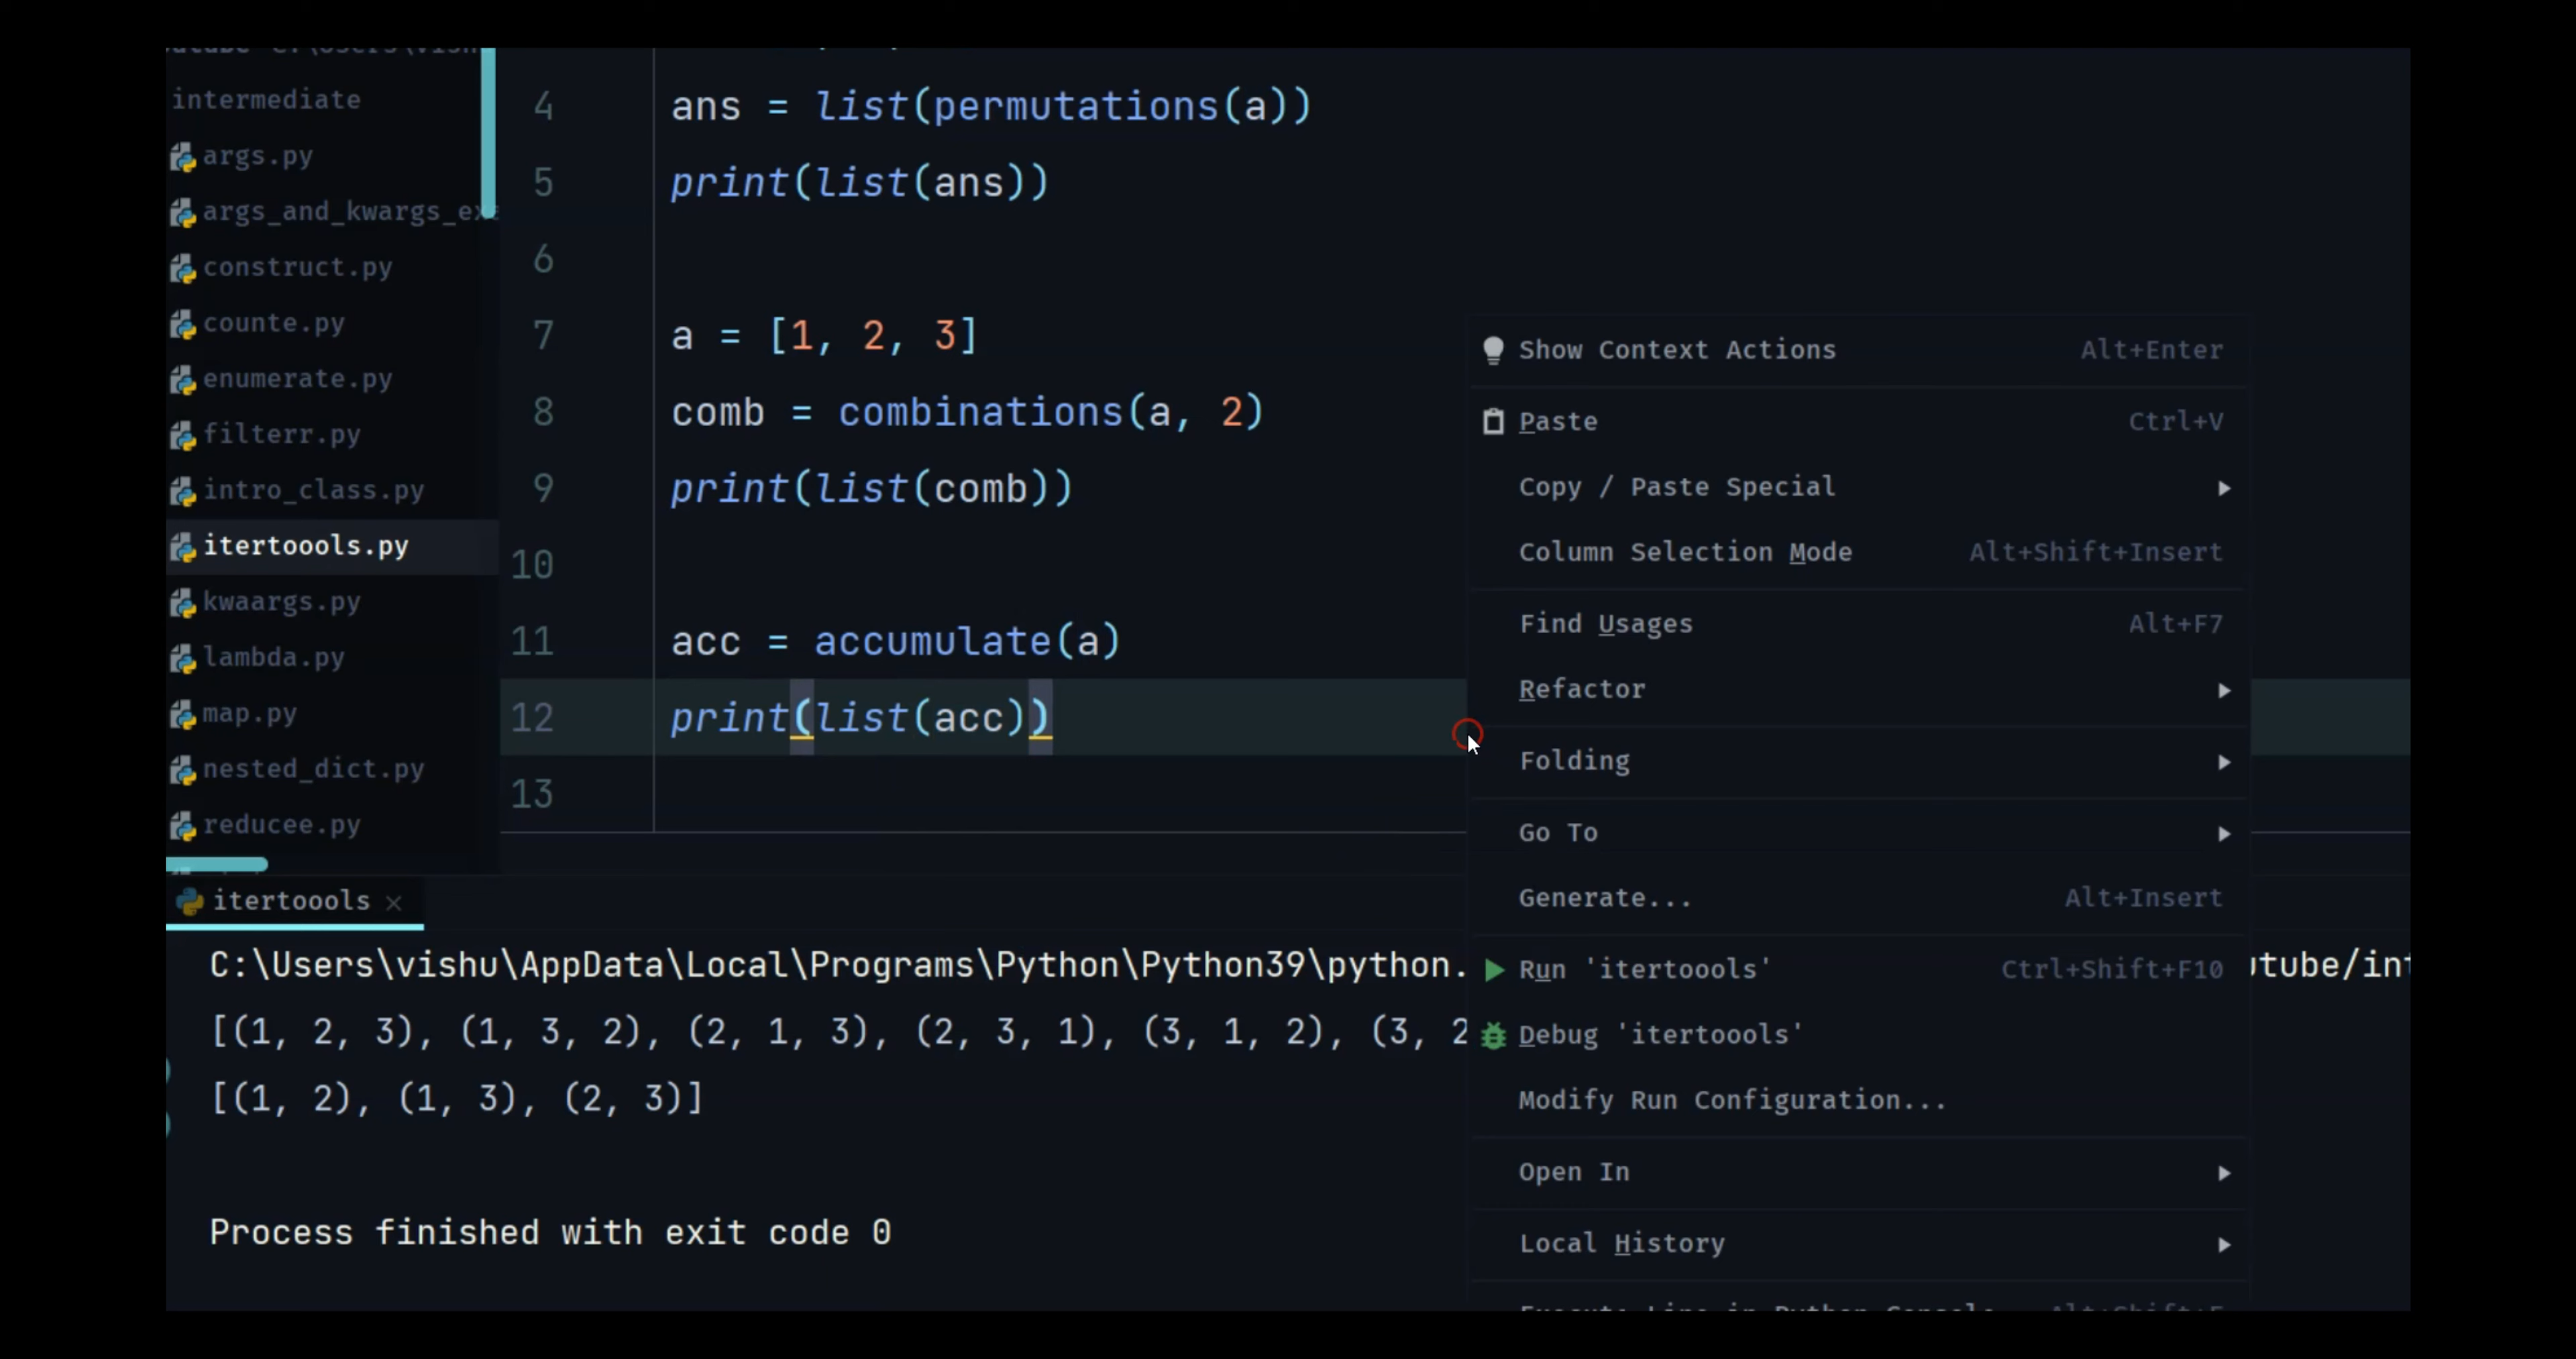 intermediate
args.py
args_and_kwargs_exa
construct.py
counte.py
enumerate.py
filterr.py
intro_class.py
itertoools.py
kwaargs.py
lambda.py
map.py
nested_dict.py
reducee.py
4 ans = list(permutations(a))
5 print(list(ans))
6
7 a = [1, 2, 3]
8 comb = combinations(a, 2)
9 print(list(comb))
10
11 acc = accumulate(a)
12 print(list(acc))
13
Show Context Actions Alt+Enter
Paste Ctrl+V
Copy / Paste Special
Column Selection Mode Alt+Shift+Insert
Find Usages Alt+F7
Refactor
Folding
Go To
Generate... Alt+Insert
Run 'itertoools' Ctrl+Shift+F10
Debug 'itertoools'
Modify Run Configuration...
Open In
Local History
Execute Line in Python Console
itertoools ×
C:\Users\vishu\AppData\Local\Programs\Python\Python39\python. utube/int
[(1, 2, 3), (1, 3, 2), (2, 1, 3), (2, 3, 1), (3, 1, 2), (3, 2
[(1, 2), (1, 3), (2, 3)]
Process finished with exit code 0